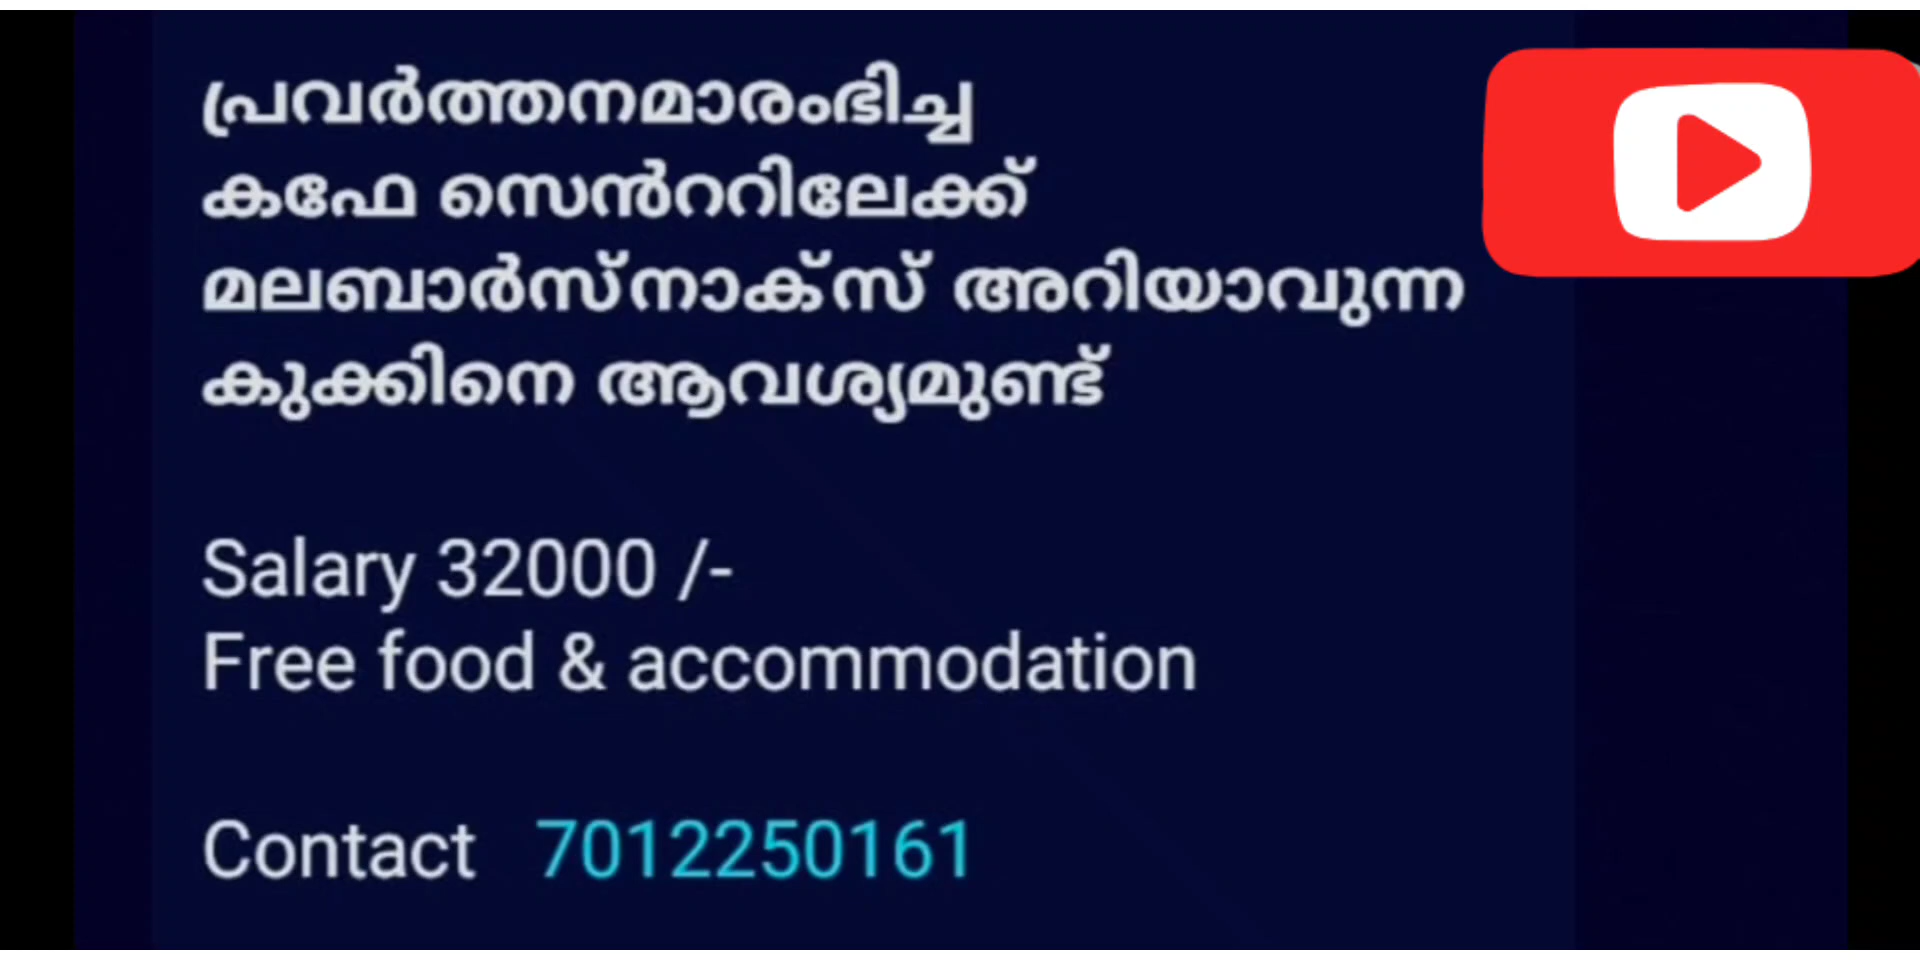 പ്രവർത്തനമാരംഭിച്ച
കഫേ സെൻററിലേക്ക്
മലബാർസ്നാക്സ് അറിയാവുന്ന
കുക്കിനെ ആവശ്യമുണ്ട്
Salary 32000 /-
Free food & accommodation
Contact 7012250161